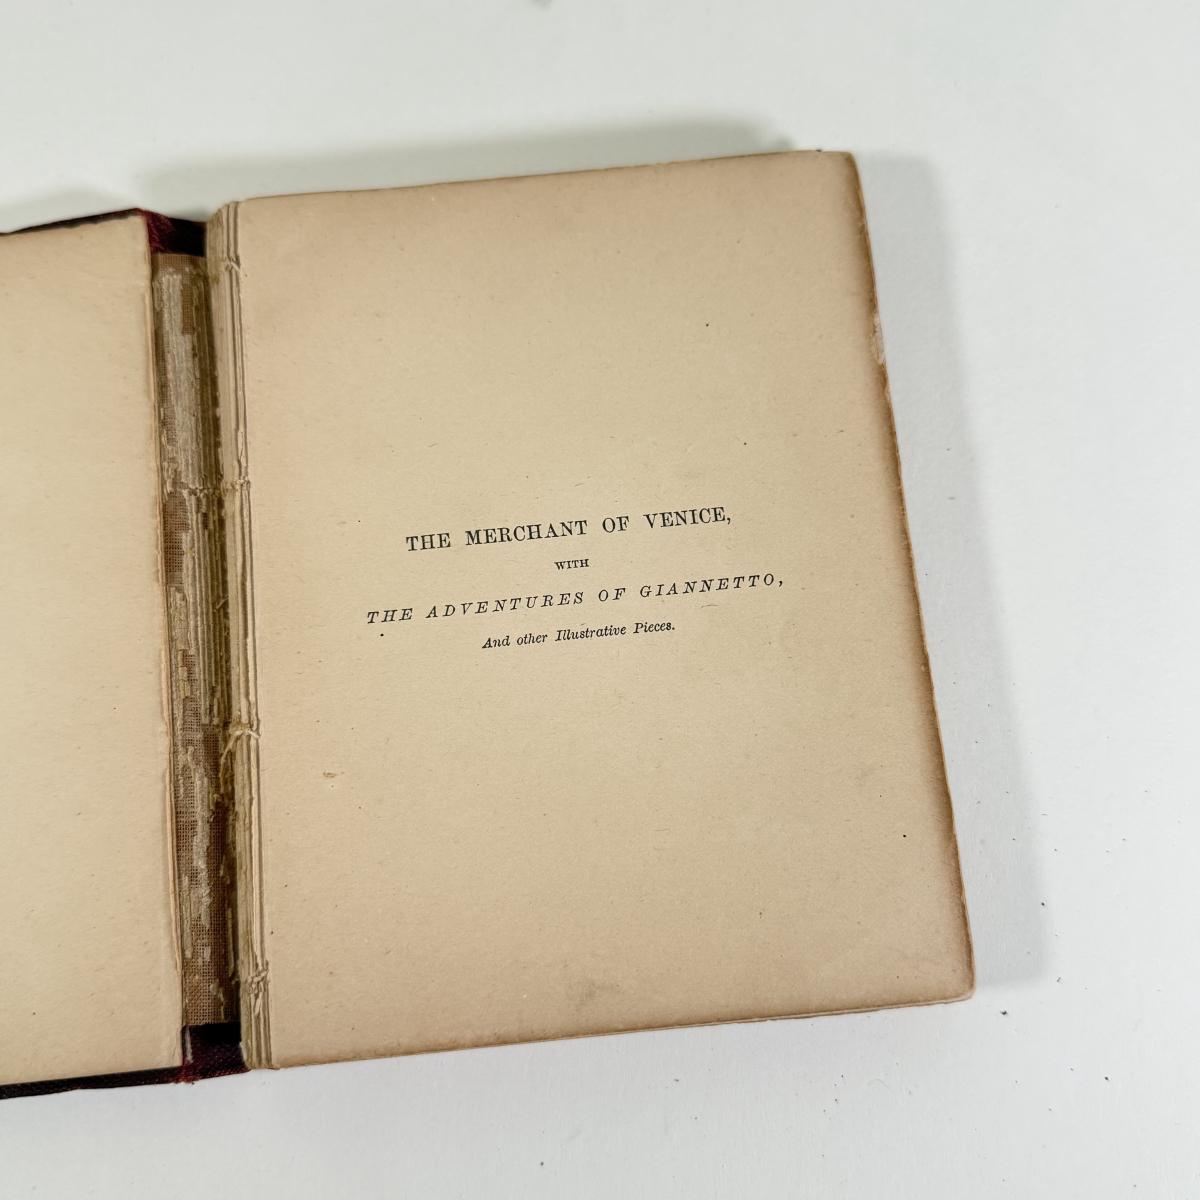 THE MERCHANT OF VENICE,
WITH
THE ADVENTURES OF GIANNETTO,
And other Illustrative Pieces.